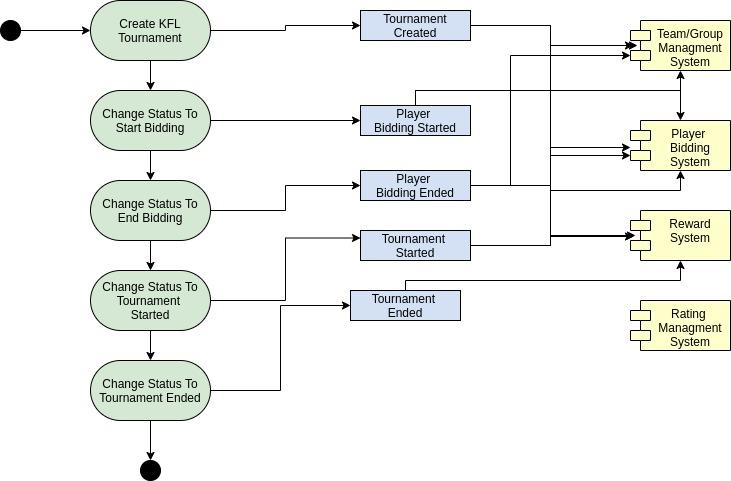 Create KFL
Tournament
Change Status To
Start Bidding
Change Status To
End Bidding
Change Status To
Tournament
Started
Change Status To
Tournament Ended
Tournament
Created
Player
Bidding Started
Player
Bidding Ended
Tournament
Started
Tournament
Ended
Team/Group
Managment
System
Player
Bidding
System
Reward
System
Rating
Managment
System